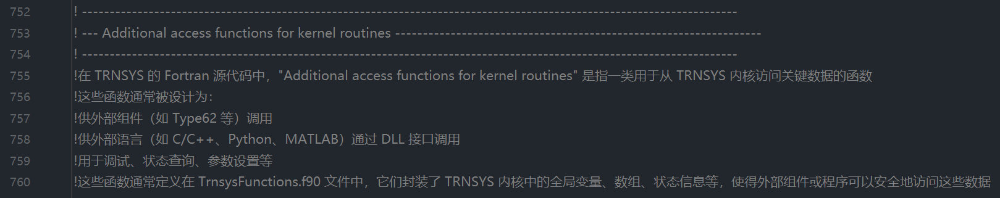 752 ! ----------------------------------------------------------------------------------------------------------------------
753 ! --- Additional access functions for kernel routines ------------------------------------------------------------------
754 ! ----------------------------------------------------------------------------------------------------------------------
755 !在 TRNSYS 的 Fortran 源代码中，"Additional access functions for kernel routines" 是指一类用于从 TRNSYS 内核访问关键数据的函数
756 !这些函数通常被设计为：
757 !供外部组件（如 Type62 等）调用
758 !供外部语言（如 C/C++、Python、MATLAB）通过 DLL 接口调用
759 !用于调试、状态查询、参数设置等
760 !这些函数通常定义在 TrnsysFunctions.f90 文件中，它们封装了 TRNSYS 内核中的全局变量、数组、状态信息等，使得外部组件或程序可以安全地访问这些数据